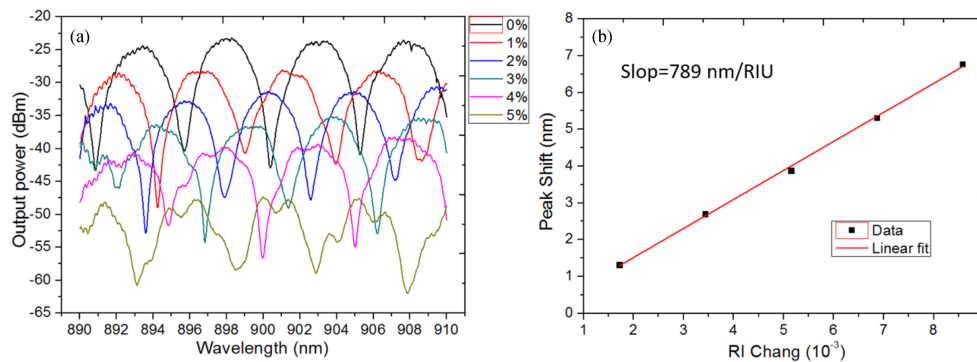 (a)
0%
1%
2%
3%
4%
5%
-20
-25
-30
-35
-40
-45
-50
-55
-60
-65
Output power (dBm)
890 892 894 896 898 900 902 904 906 908 910
Wavelength (nm)
(b)
Slop=789 nm/RIU
8
7
6
5
4
3
2
1
0
Peak Shift (nm)
Data
Linear fit
1 2 3 4 5 6 7 8
RI Chang (10⁻³)